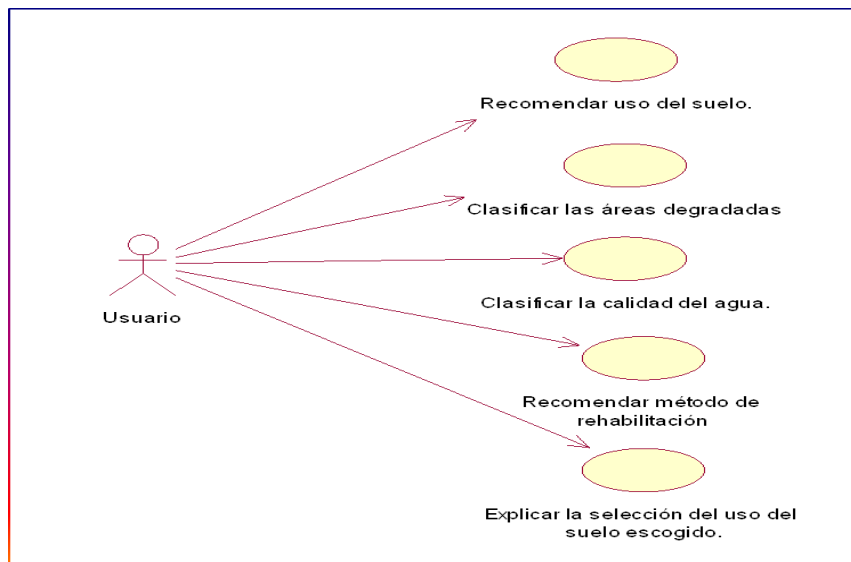 Recomendar uso del suelo.
Clasificar las áreas degradadas
Clasificar la calidad del agua.
Usuario
Recomendar método de
rehabilitación
Explicar la selección del uso del
suelo escogido.